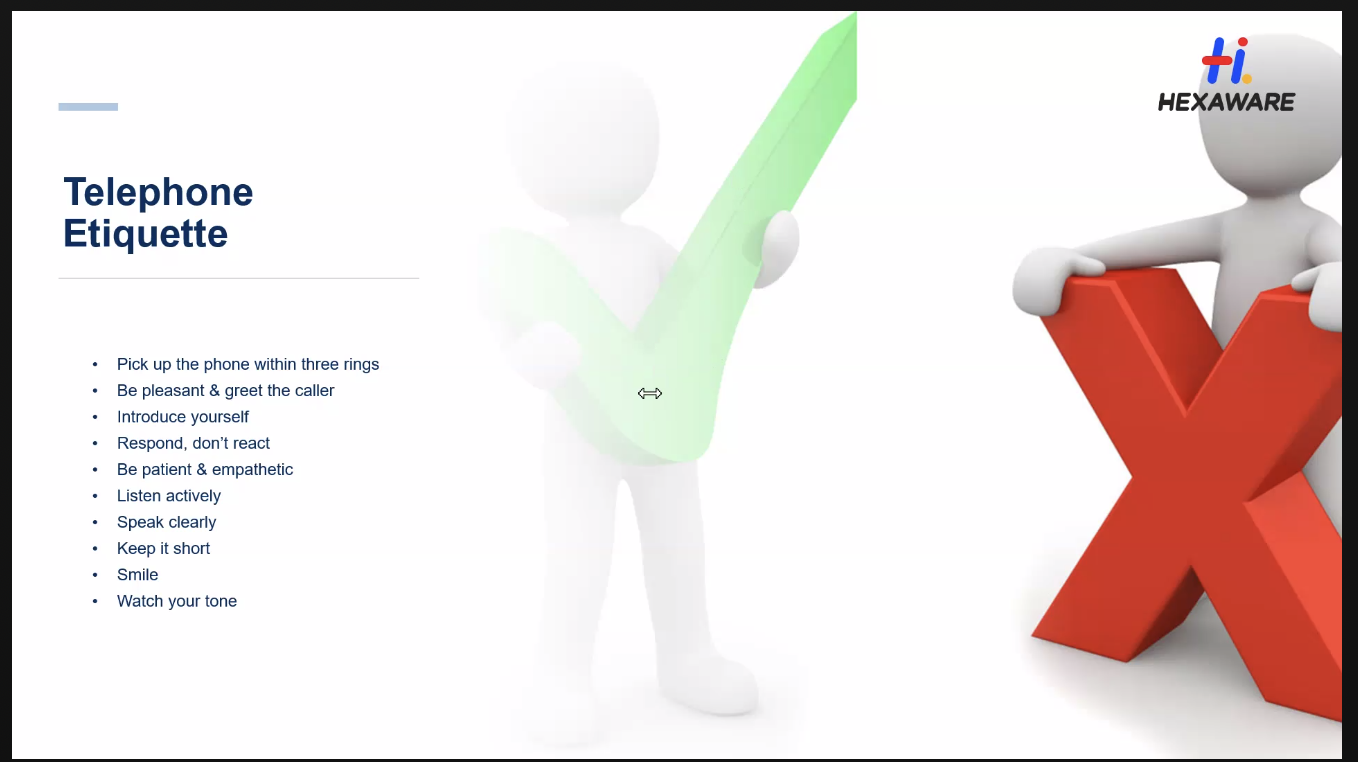 HEXAWARE
Telephone
Etiquette
• Pick up the phone within three rings
• Be pleasant & greet the caller
• Introduce yourself
• Respond, don’t react
• Be patient & empathetic
• Listen actively
• Speak clearly
• Keep it short
• Smile
• Watch your tone